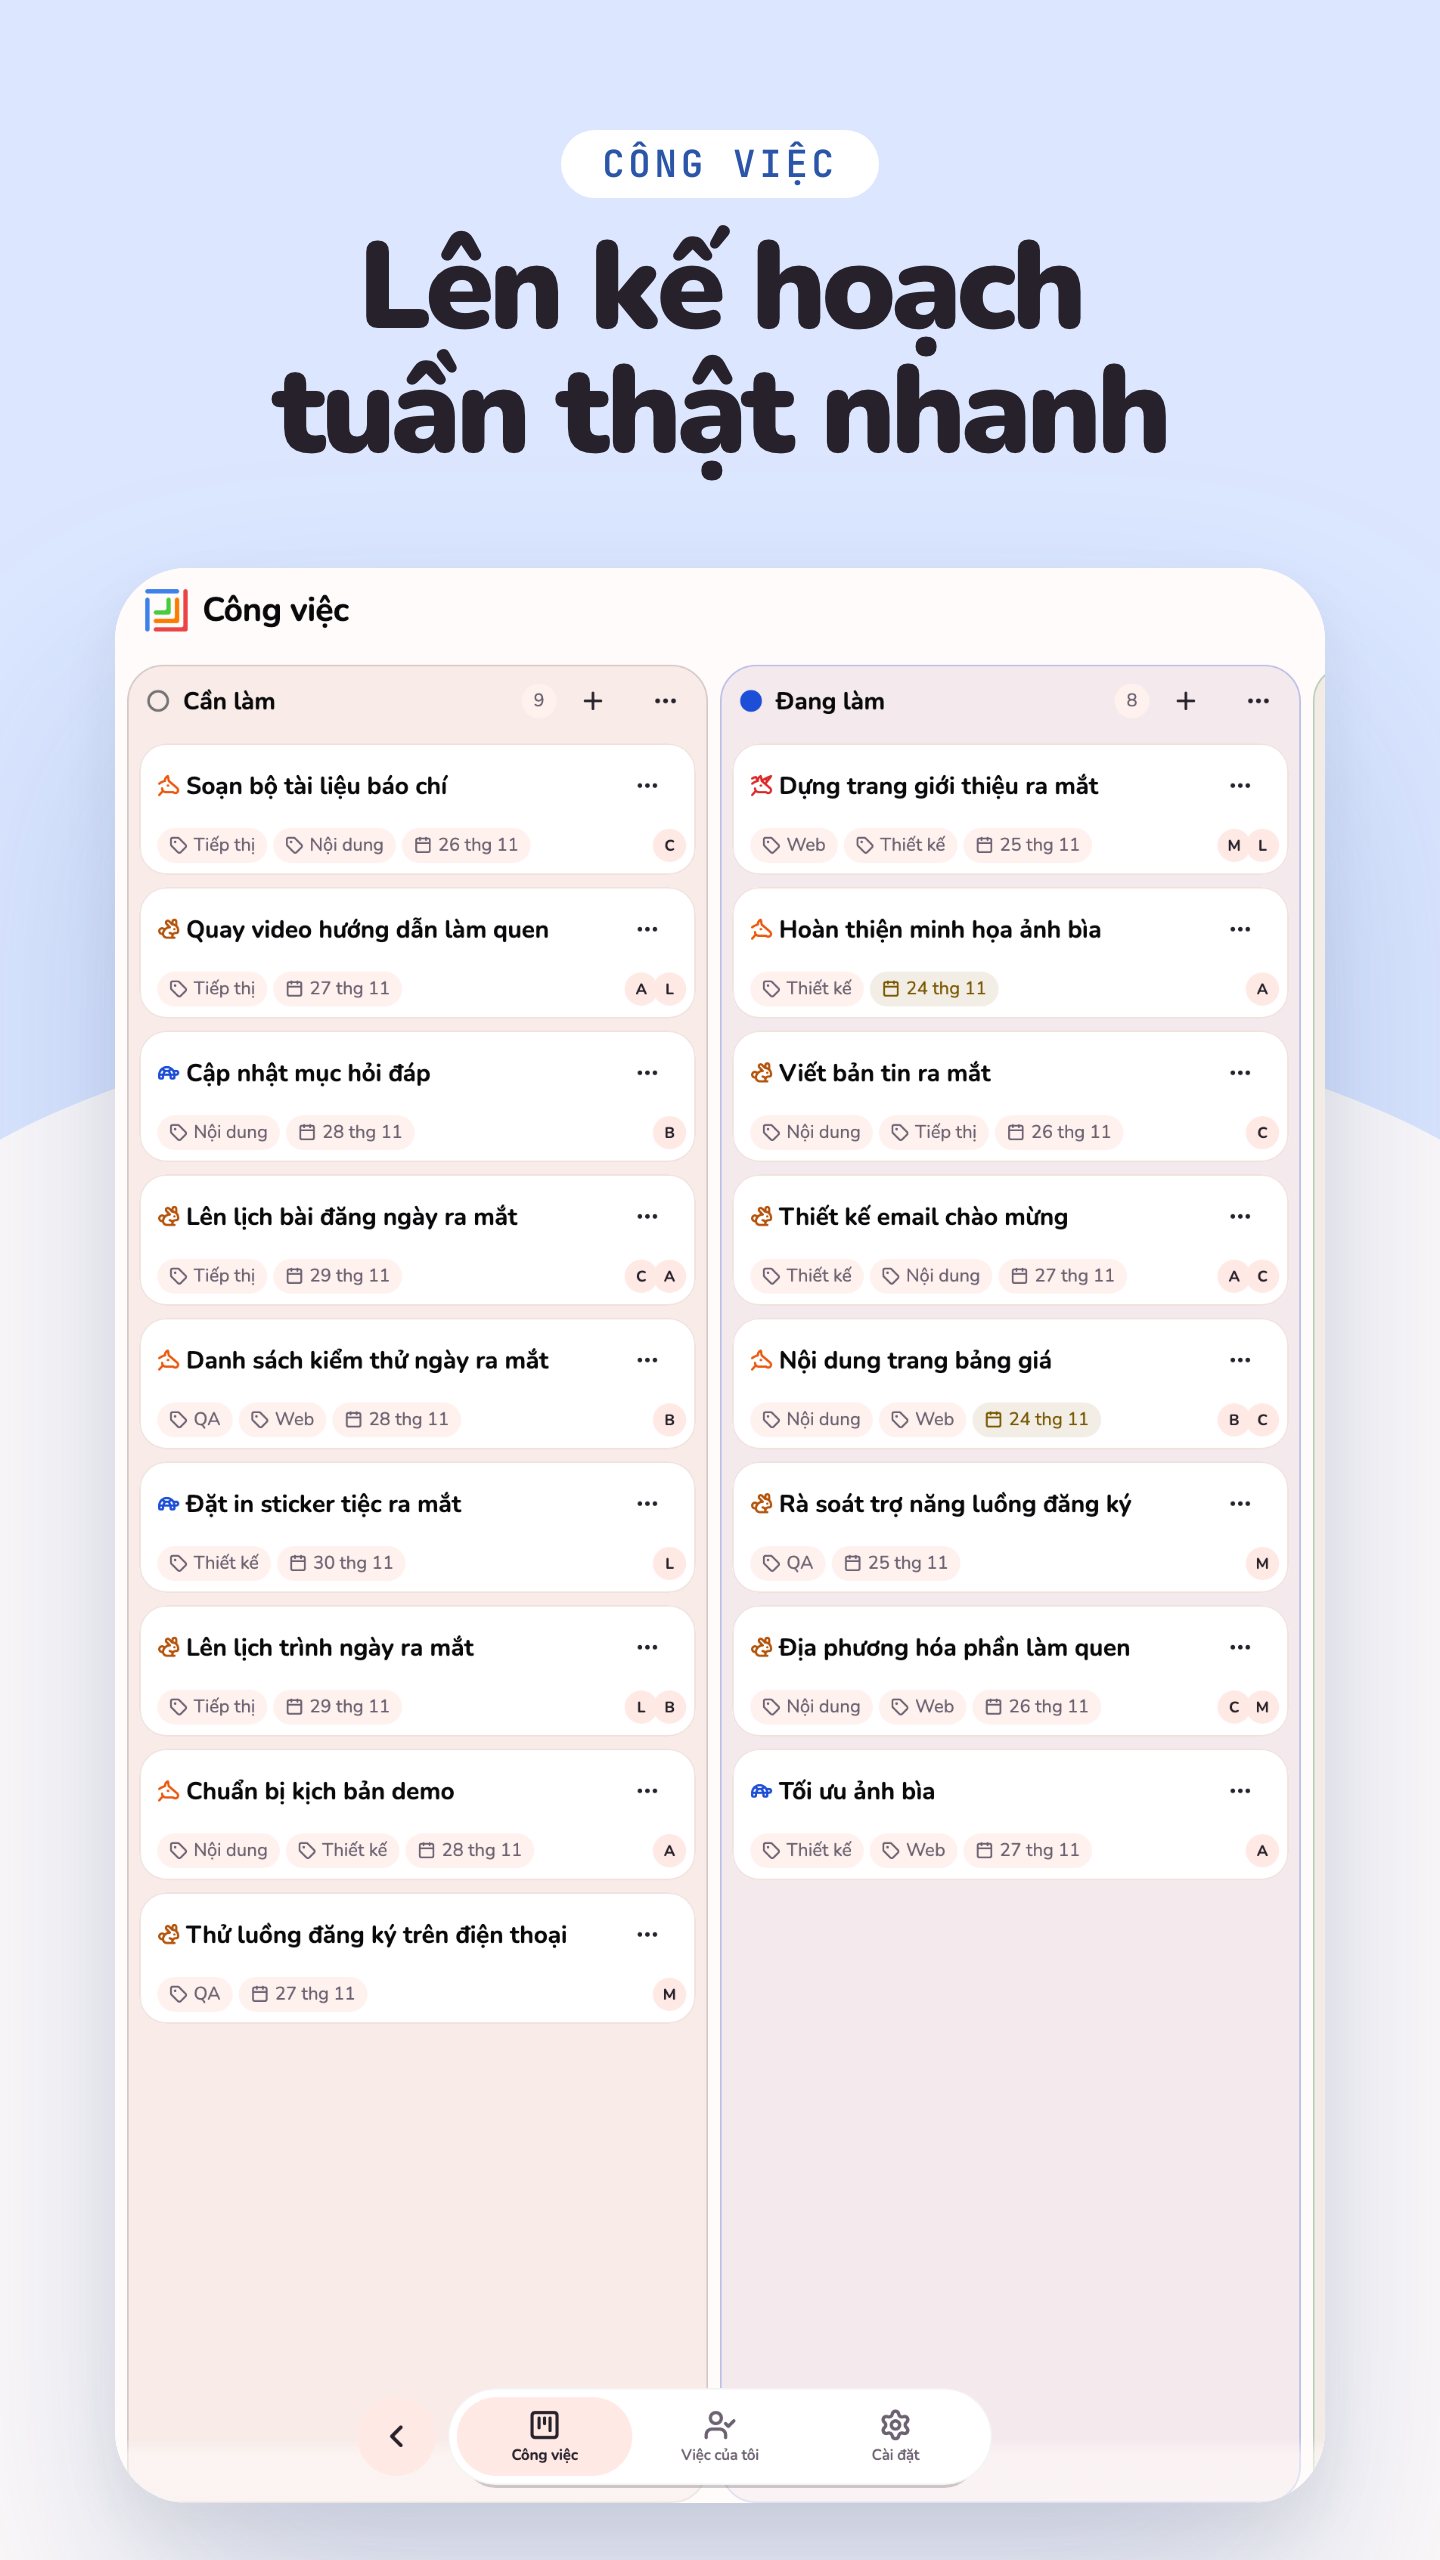 CÔNG VIỆC
Lên kế hoạch
tuần thật nhanh
Công việc
Cần làm 9
Soạn bộ tài liệu báo chí
Tiếp thị Nội dung 26 thg 11 C
Quay video hướng dẫn làm quen
Tiếp thị 27 thg 11 A L
Cập nhật mục hỏi đáp
Nội dung 28 thg 11 B
Lên lịch bài đăng ngày ra mắt
Tiếp thị 29 thg 11 C A
Danh sách kiểm thử ngày ra mắt
QA Web 28 thg 11 B
Đặt in sticker tiệc ra mắt
Thiết kế 30 thg 11 L
Lên lịch trình ngày ra mắt
Tiếp thị 29 thg 11 L B
Chuẩn bị kịch bản demo
Nội dung Thiết kế 28 thg 11 A
Thử luồng đăng ký trên điện thoại
QA 27 thg 11 M
Đang làm 8
Dựng trang giới thiệu ra mắt
Web Thiết kế 25 thg 11 M L
Hoàn thiện minh họa ảnh bìa
Thiết kế 24 thg 11 A
Viết bản tin ra mắt
Nội dung Tiếp thị 26 thg 11 C
Thiết kế email chào mừng
Thiết kế Nội dung 27 thg 11 A C
Nội dung trang bảng giá
Nội dung Web 24 thg 11 B C
Rà soát trợ năng luồng đăng ký
QA 25 thg 11 M
Địa phương hóa phần làm quen
Nội dung Web 26 thg 11 C M
Tối ưu ảnh bìa
Thiết kế Web 27 thg 11 A
Công việc Việc của tôi Cài đặt